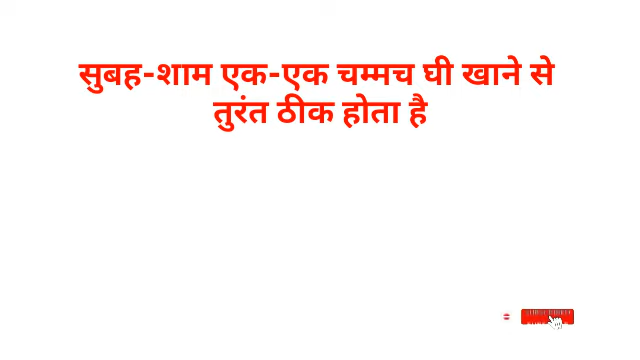 सुबह-शाम एक-एक चम्मच घी खाने से
तुरंत ठीक होता है